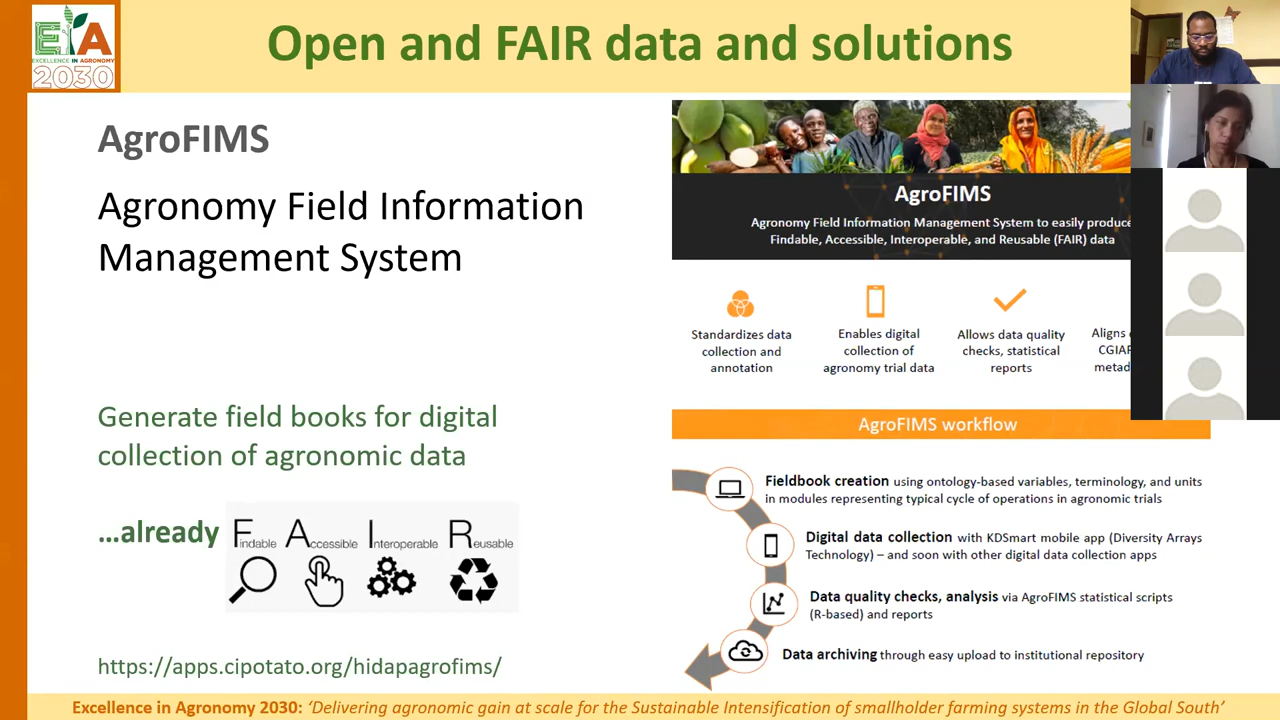 EiA
EXCELLENCE IN AGRONOMY
2030
Open and FAIR data and solutions
AgroFIMS
Agronomy Field Information
Management System
Generate field books for digital
collection of agronomic data
...already
Findable Accessible Interoperable Reusable
https://apps.cipotato.org/hidapagrofims/
AgroFIMS
Agronomy Field Information Management System to easily produce
Findable, Accessible, Interoperable, and Reusable (FAIR) data
Standardizes data
collection and
annotation
Enables digital
collection of
agronomy trial data
Allows data quality
checks, statistical
reports
Aligns
CGIAR
metad
AgroFIMS workflow
Fieldbook creation using ontology-based variables, terminology, and units
in modules representing typical cycle of operations in agronomic trials
Digital data collection with KDSmart mobile app (Diversity Arrays
Technology) – and soon with other digital data collection apps
Data quality checks, analysis via AgroFIMS statistical scripts
(R-based) and reports
Data archiving through easy upload to institutional repository
Excellence in Agronomy 2030: ‘Delivering agronomic gain at scale for the Sustainable Intensification of smallholder farming systems in the Global South’